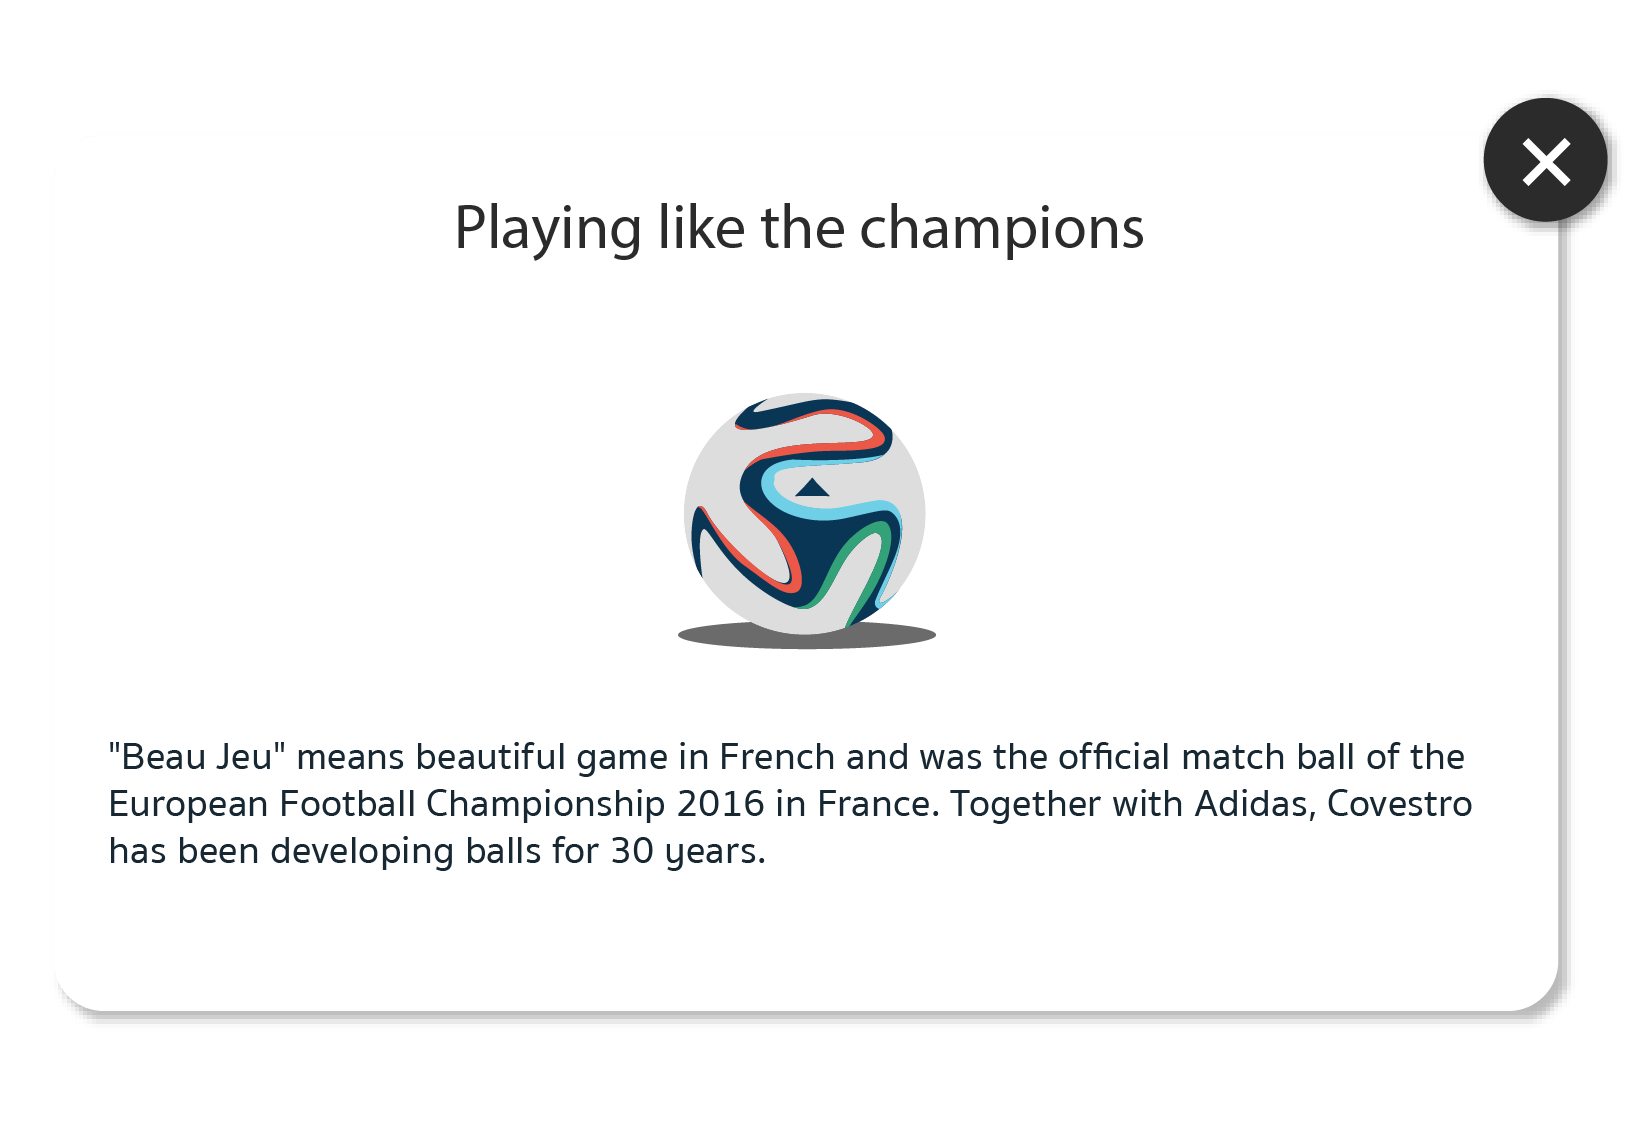 Playing like the champions
"Beau Jeu" means beautiful game in French and was the official match ball of the
European Football Championship 2016 in France. Together with Adidas, Covestro
has been developing balls for 30 years.